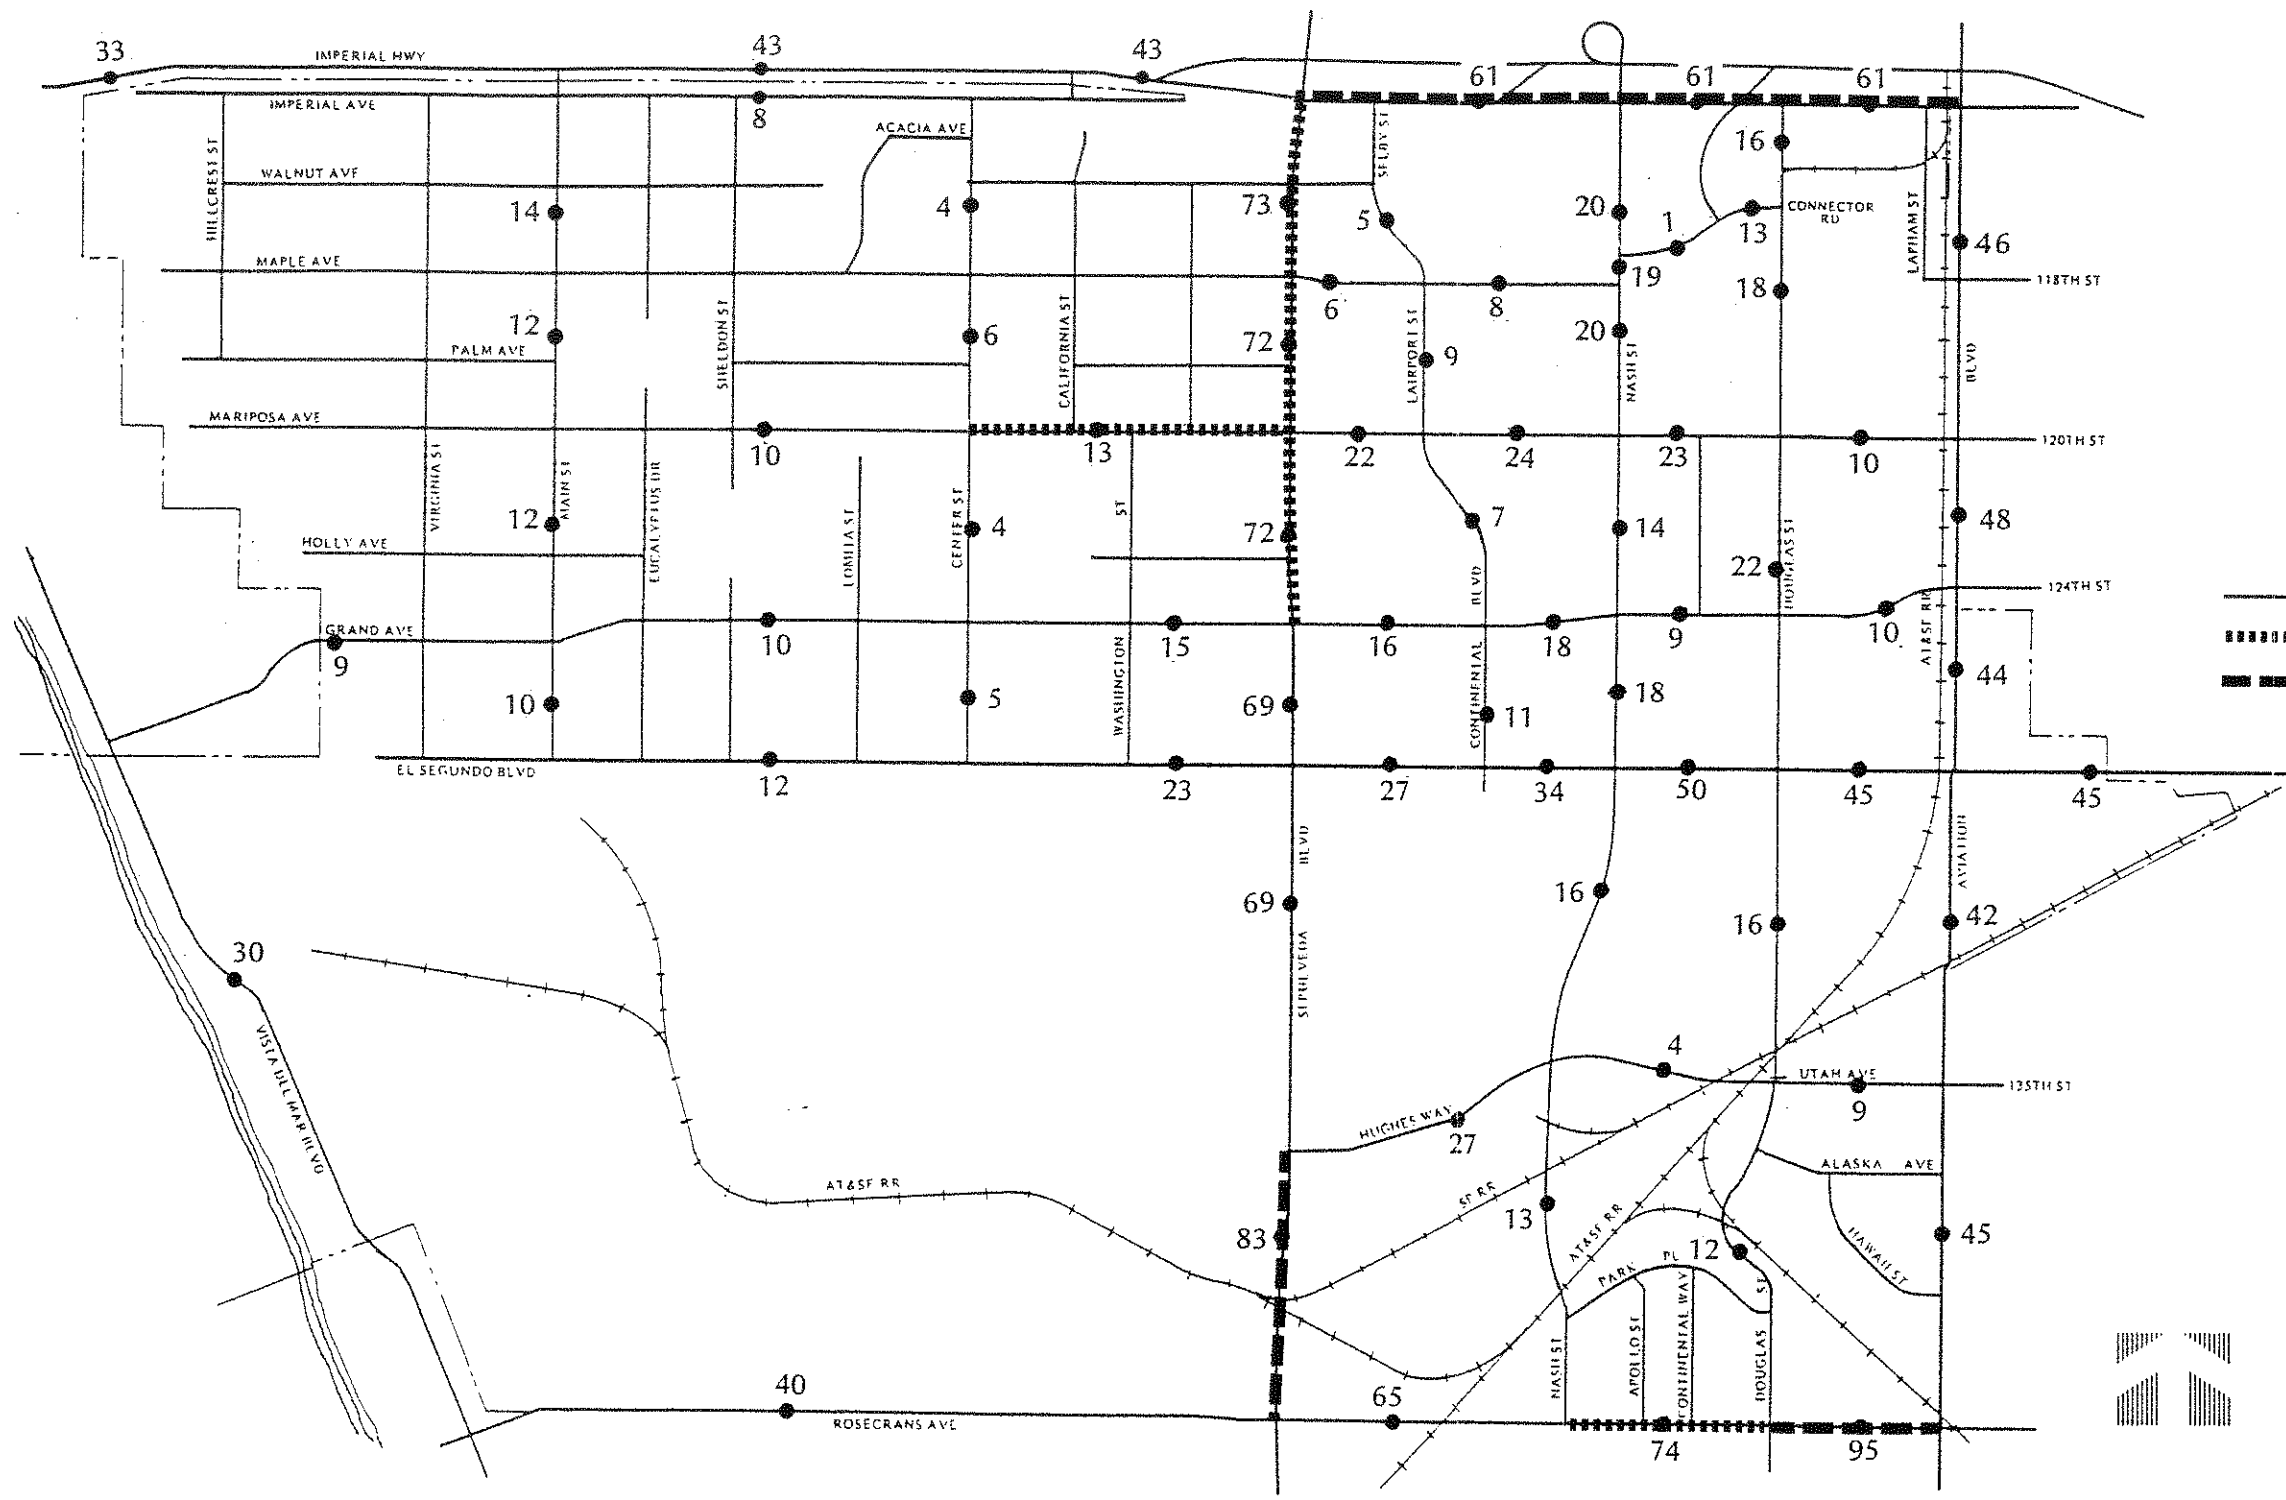 33
IMPERIAL HWY
43
43
61
61
61
IMPERIAL AVE
8
ACACIA AVE
SELBY ST
16
HILLCREST ST
WALNUT AVE
14
4
73
5
20
1
13
CONNECTOR RD
LAPHAM ST
46
MAPLE AVE
19
18
118TH ST
6
8
12
PALM AVE
SHELDON ST
6
CALIFORNIA ST
72
LAIRPORT ST
9
20
NASH ST
BLVD
MARIPOSA AVE
10
13
22
24
23
10
120TH ST
VIRGINIA ST
MAIN ST
EUCALYPTUS DR
LOMITA ST
CENTER ST
ST
12
4
72
7
14
DOUGLAS ST
48
HOLLY AVE
22
BLVD
124TH ST
GRAND AVE
9
10
15
16
18
9
10
AT&SF RR
WASHINGTON
CONTINENTAL
44
10
5
69
11
18
EL SEGUNDO BLVD
12
23
27
34
50
45
45
BLVD
AVIATION
69
16
16
42
SEPULVEDA
30
VISTA DEL MAR BLVD
4
UTAH AVE
9
135TH ST
HUGHES WAY
27
ALASKA AVE
AT&SF RR
SP RR
13
AT&SF RR
83
PARK PL
12
HAWAII ST
45
NASH ST
APOLLO ST
CONTINENTAL WAY
DOUGLAS ST
40
ROSECRANS AVE
65
74
95